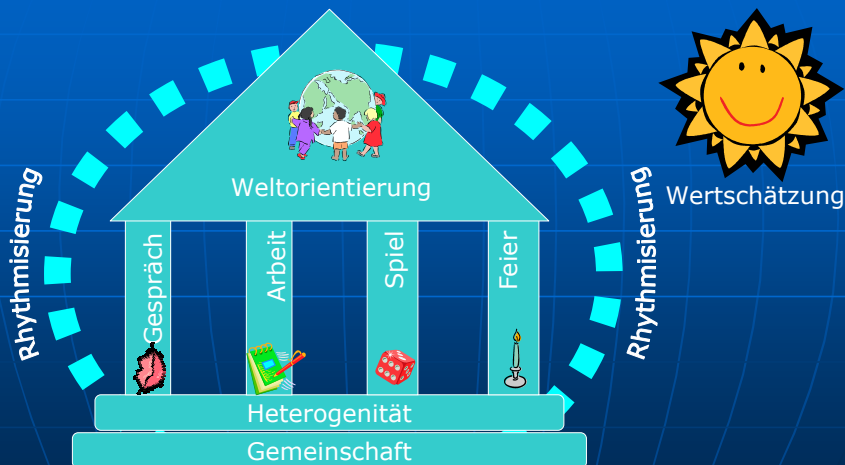 Weltorientierung
Wertschätzung
Rhythmisierung
Gespräch
Arbeit
Spiel
Feier
Rhythmisierung
Heterogenität
Gemeinschaft